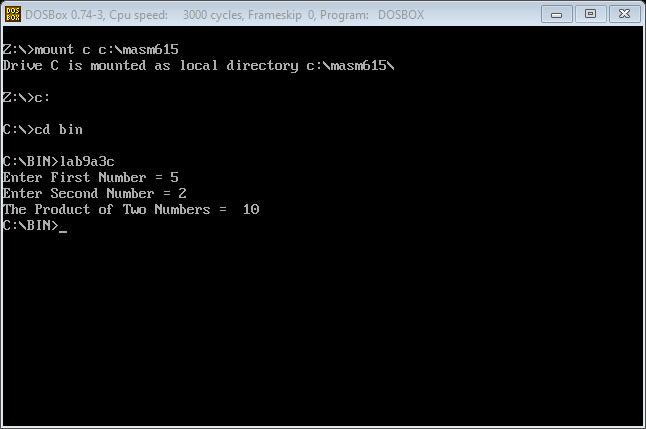 DOS BOX DOSBox 0.74-3, Cpu speed: 3000 cycles, Frameskip 0, Program: DOSBOX
Z:\>mount c c:\masm615
Drive C is mounted as local directory c:\masm615\
Z:\>c:
C:\>cd bin
C:\BIN>lab9a3c
Enter First Number = 5
Enter Second Number = 2
The Product of Two Numbers =  10
C:\BIN>_